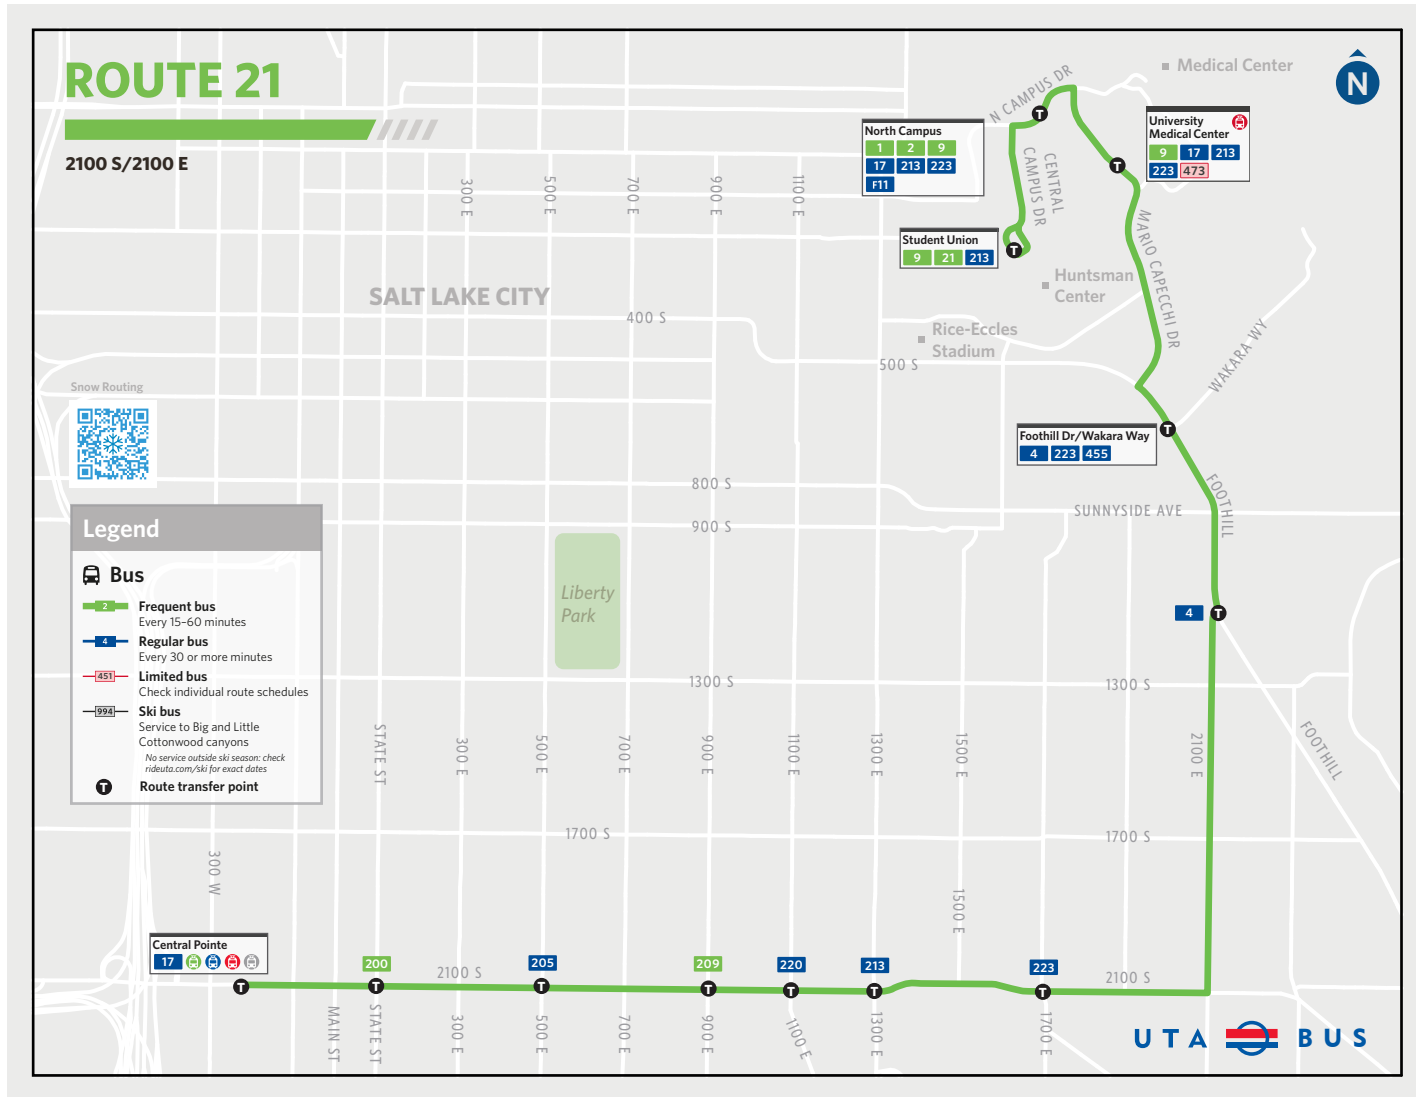 ROUTE 21
2100 S/2100 E
Medical Center
N
N CAMPUS DR
T
North Campus
1 2 9
17 213 223
F11
University
Medical Center
9 17 213
223 473
T
CENTRAL
CAMPUS DR
300 E
500 E
700 E
900 E
1100 E
MARIO CAPECCHI DR
Student Union
9 21 213
T
Huntsman
Center
SALT LAKE CITY
400 S
Rice-Eccles
Stadium
500 S
WAKARA WY
Snow Routing
T
Foothill Dr/Wakara Way
4 223 455
800 S
FOOTHILL
SUNNYSIDE AVE
900 S
Legend
Bus
2 Frequent bus
Every 15–60 minutes
4 Regular bus
Every 30 or more minutes
451 Limited bus
Check individual route schedules
994 Ski bus
Service to Big and Little
Cottonwood canyons
No service outside ski season: check
rideuta.com/ski for exact dates
T Route transfer point
Liberty
Park
4 T
1300 S
1300 S
STATE ST
300 E
500 E
700 E
900 E
1100 E
1300 E
1500 E
2100 E
FOOTHILL
1700 S
1700 S
300 W
1500 E
Central Pointe
17
200
205
209
220
213
223
2100 S
2100 S
T T T T T T T
MAIN ST
STATE ST
300 E
500 E
700 E
900 E
1100 E
1300 E
1700 E
UTA BUS